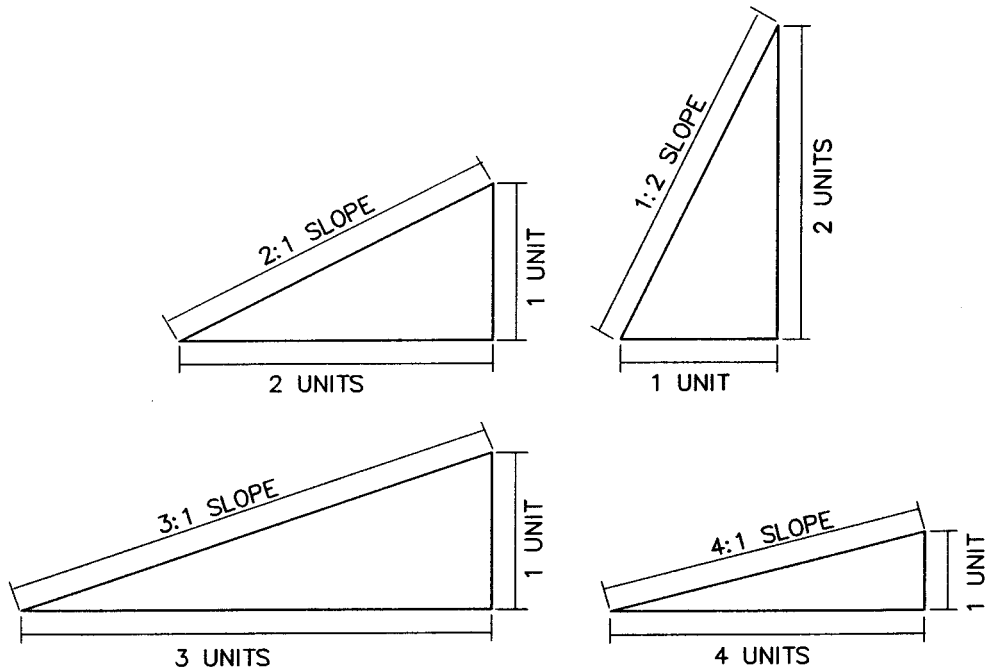 2:1 SLOPE
1 UNIT
2 UNITS
1:2 SLOPE
2 UNITS
1 UNIT
3:1 SLOPE
1 UNIT
3 UNITS
4:1 SLOPE
1 UNIT
4 UNITS